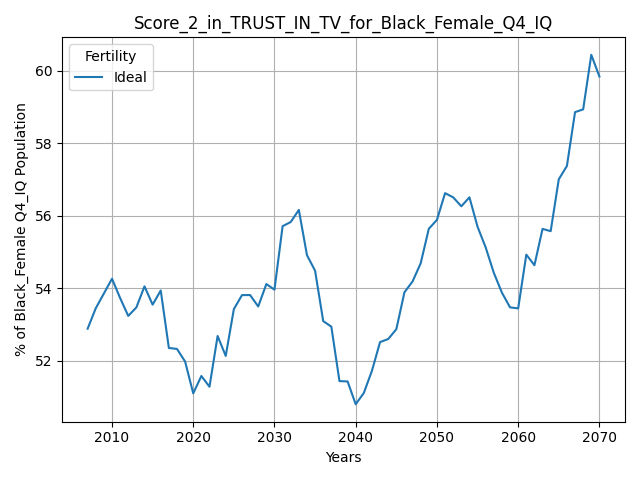 Score_2_in_TRUST_IN_TV_for_Black_Female_Q4_IQ
Fertility
Ideal
% of Black_Female Q4_IQ Population
60
58
56
54
52
2010 2020 2030 2040 2050 2060 2070
Years